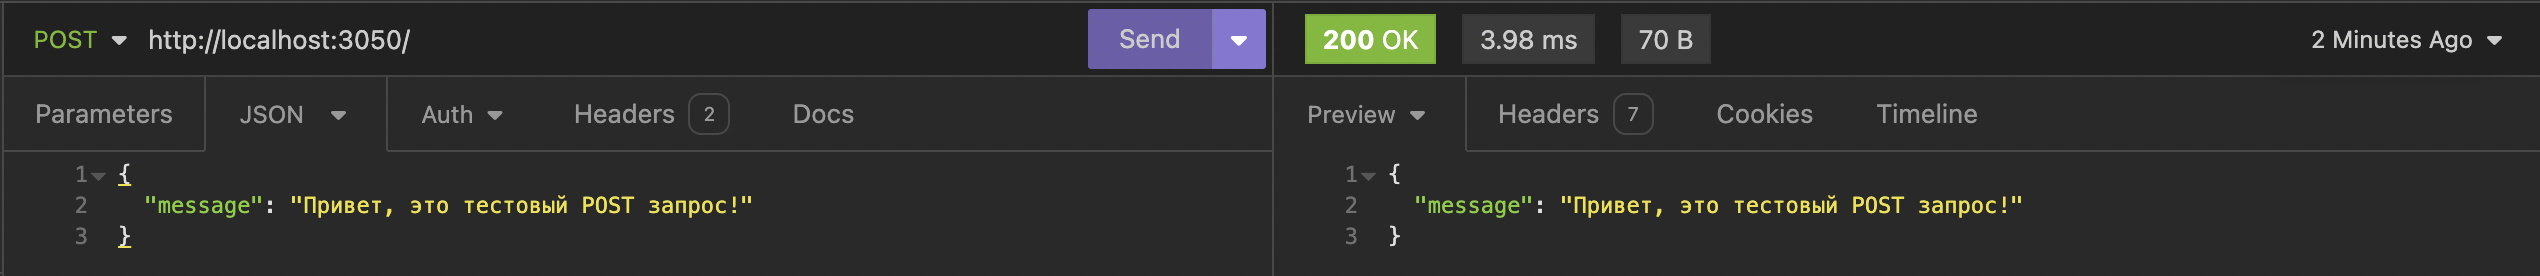 POST http://localhost:3050/ Send
200 OK 3.98 ms 70 B 2 Minutes Ago
Parameters JSON Auth Headers 2 Docs
Preview Headers 7 Cookies Timeline
1 {
2 "message": "Привет, это тестовый POST запрос!"
3 }
1 {
2 "message": "Привет, это тестовый POST запрос!"
3 }